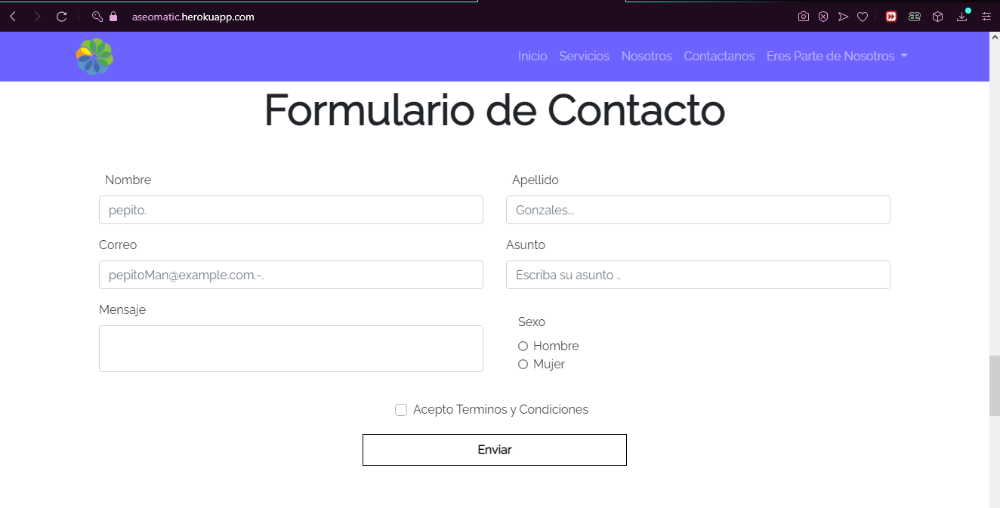 aseomatic.herokuapp.com
Inicio Servicios Nosotros Contactanos Eres Parte de Nosotros
Formulario de Contacto
Nombre Apellido
pepito. Gonzales...
Correo Asunto
pepitoMan@example.com.-. Escriba su asunto ..
Mensaje
Sexo
Hombre
Mujer
Acepto Terminos y Condiciones
Enviar